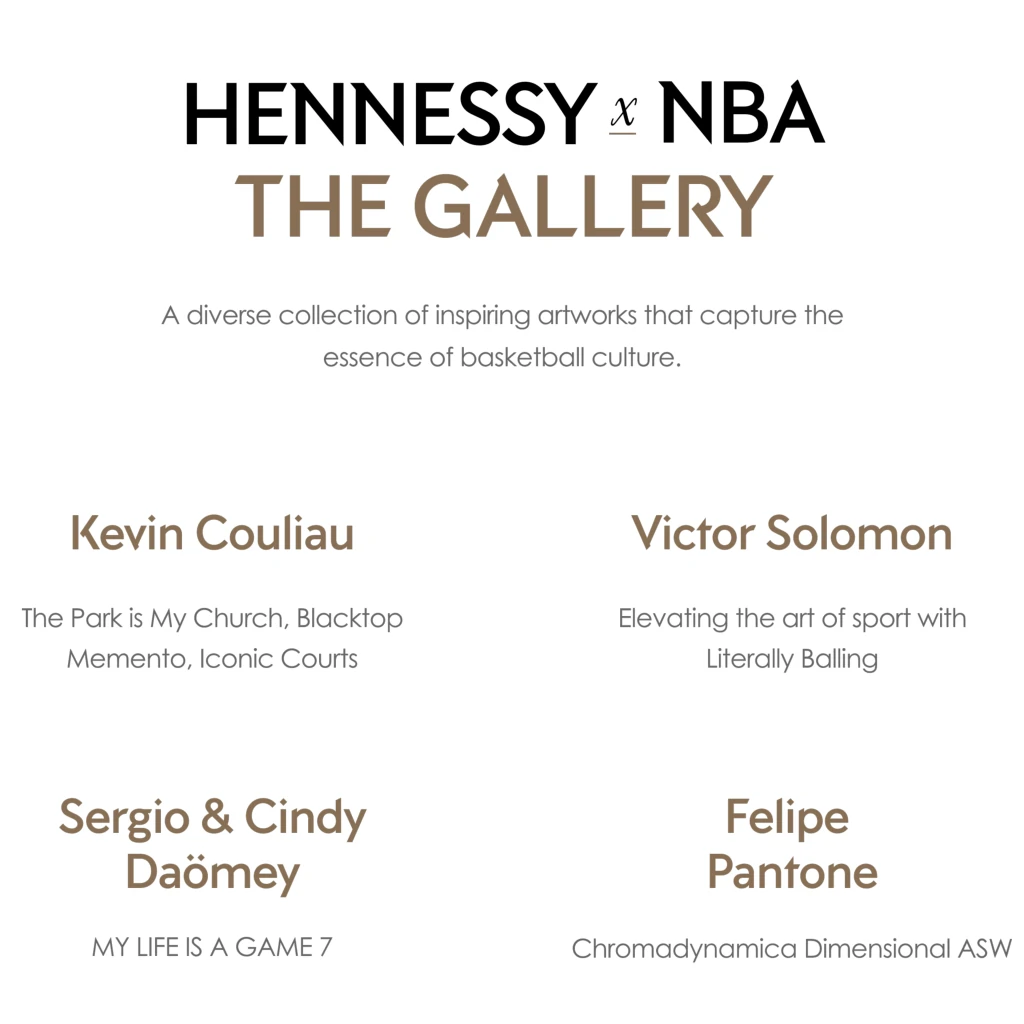 HENNESSY x NBA
THE GALLERY
A diverse collection of inspiring artworks that capture the
essence of basketball culture.
Kevin Couliau
The Park is My Church, Blacktop
Memento, Iconic Courts
Victor Solomon
Elevating the art of sport with
Literally Balling
Sergio & Cindy
Daömey
MY LIFE IS A GAME 7
Felipe
Pantone
Chromadynamica Dimensional ASW